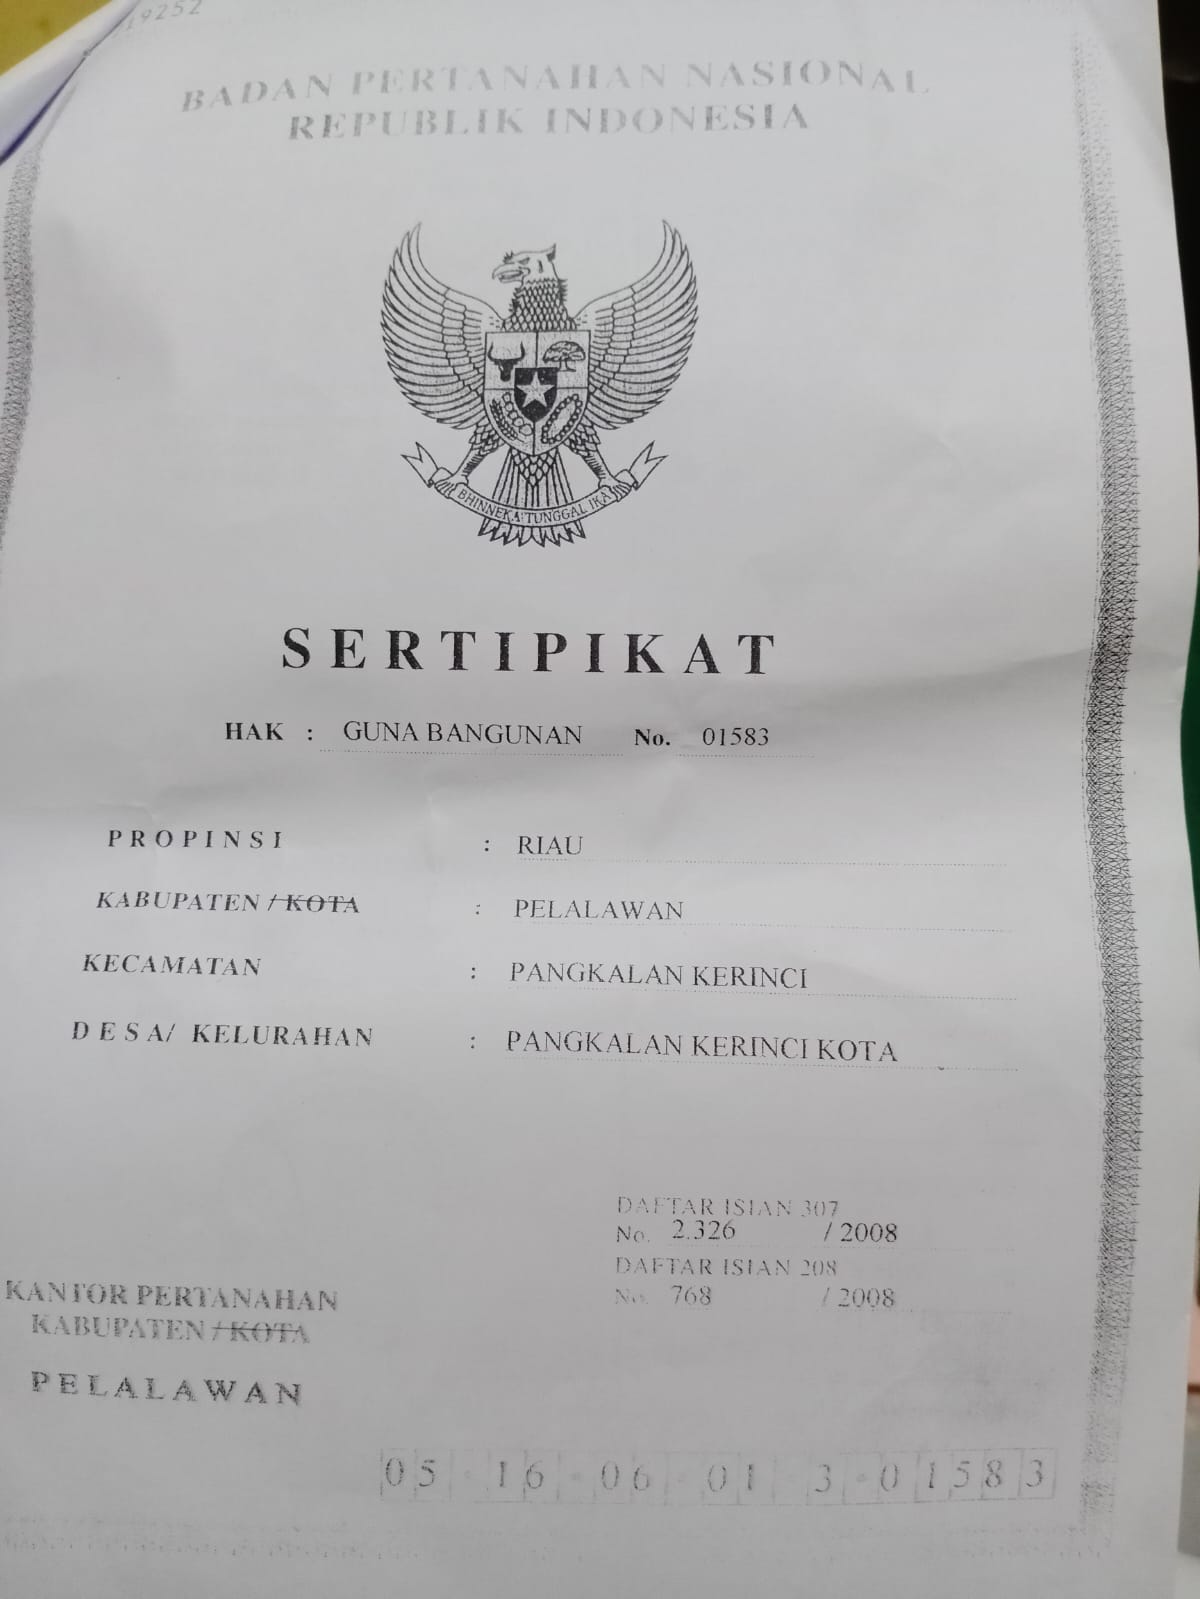 19252
BADAN PERTANAHAN NASIONAL
REPUBLIK INDONESIA
BHINNEKA TUNGGAL IKA
SERTIPIKAT
HAK : GUNA BANGUNAN No. 01583
PROPINSI : RIAU
KABUPATEN / KOTA : PELALAWAN
KECAMATAN : PANGKALAN KERINCI
DESA/ KELURAHAN : PANGKALAN KERINCI KOTA
DAFTAR ISIAN 307
No. 2.326 / 2008
DAFTAR ISIAN 208
No. 768 / 2008
KANTOR PERTANAHAN
KABUPATEN / KOTA
PELALAWAN
05 - 16 - 06 - 01 - 3 - 01583